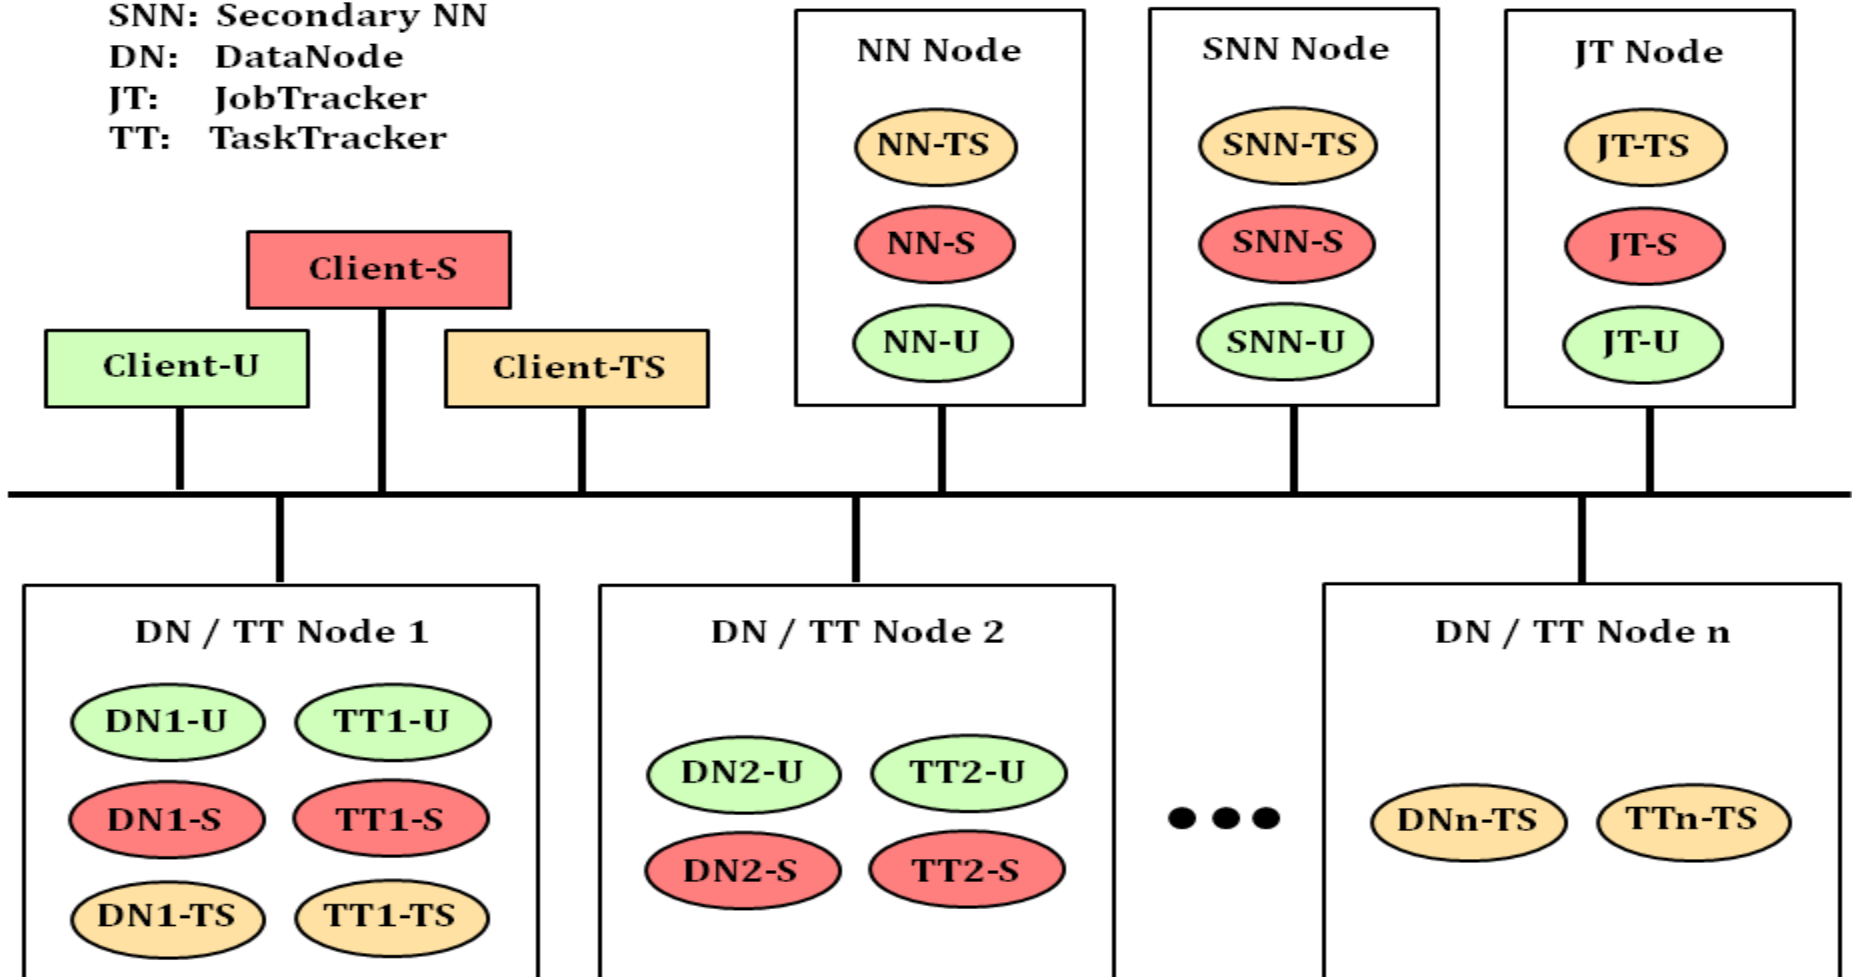 SNN: Secondary NN
DN: DataNode
JT: JobTracker
TT: TaskTracker
NN Node
NN-TS
NN-S
NN-U
SNN Node
SNN-TS
SNN-S
SNN-U
JT Node
JT-TS
JT-S
JT-U
Client-S
Client-U
Client-TS
DN / TT Node 1
DN1-U TT1-U
DN1-S TT1-S
DN1-TS TT1-TS
DN / TT Node 2
DN2-U TT2-U
DN2-S TT2-S
DN / TT Node n
DNn-TS TTn-TS